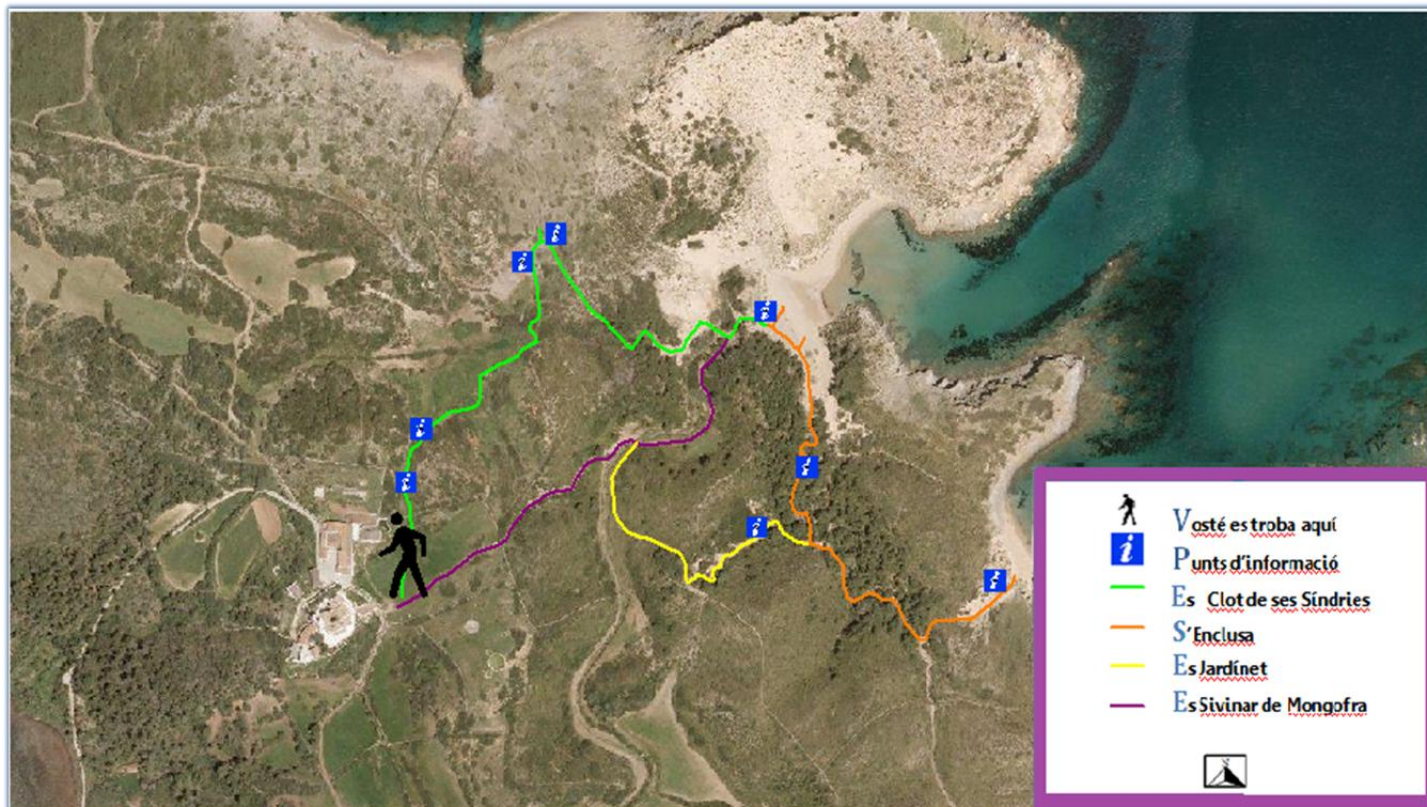 Vosté es troba aquí
Punts d'informació
Es Clot de ses Síndries
S'Enclusa
Es Jardínet
Es Sivinar de Mongofra